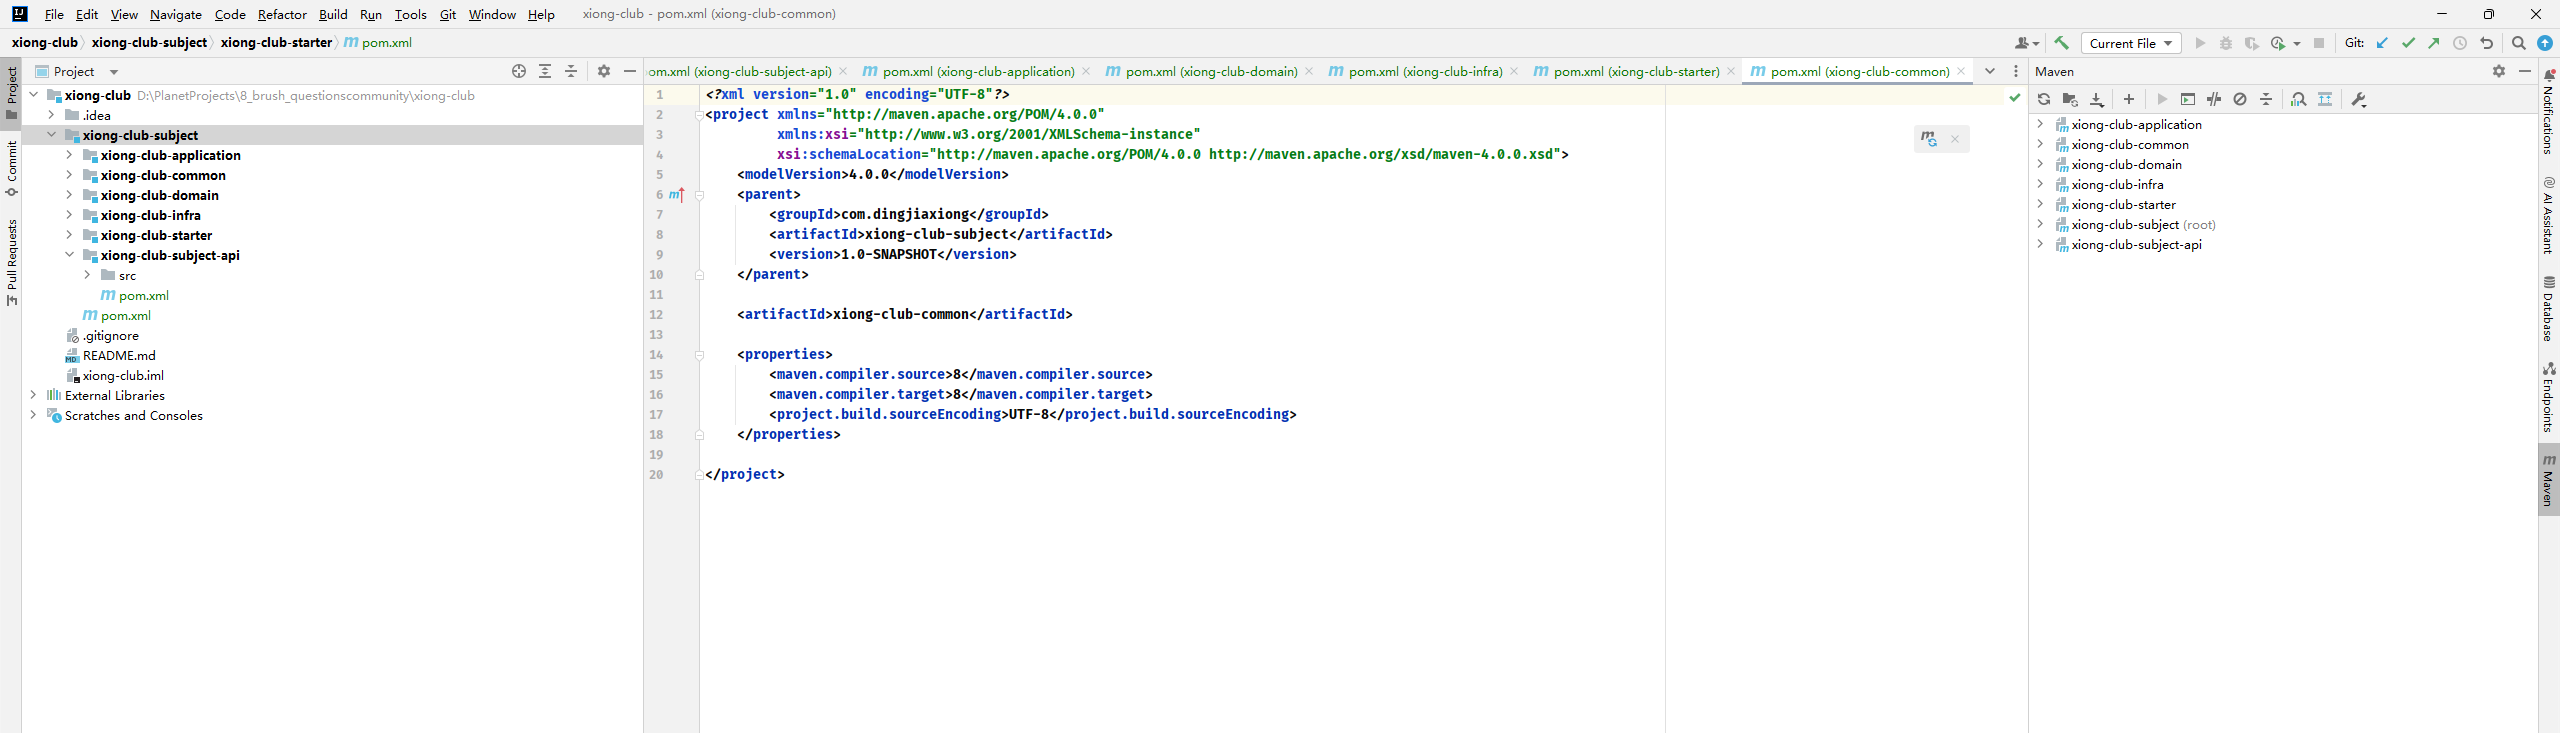 File Edit View Navigate Code Refactor Build Run Tools Git Window Help xiong-club - pom.xml (xiong-club-common)
xiong-club xiong-club-subject xiong-club-starter pom.xml
Current File
Git:
Project
om.xml (xiong-club-subject-api)
pom.xml (xiong-club-application)
pom.xml (xiong-club-domain)
pom.xml (xiong-club-infra)
pom.xml (xiong-club-starter)
pom.xml (xiong-club-common)
Maven
Project
Commit
Pull Requests
xiong-club D:\PlanetProjects\8_brush_questionscommunity\xiong-club
.idea
xiong-club-subject
xiong-club-application
xiong-club-common
xiong-club-domain
xiong-club-infra
xiong-club-starter
xiong-club-subject-api
src
pom.xml
pom.xml
.gitignore
README.md
xiong-club.iml
External Libraries
Scratches and Consoles
1 <?xml version="1.0" encoding="UTF-8"?>
2 <project xmlns="http://maven.apache.org/POM/4.0.0"
3 xmlns:xsi="http://www.w3.org/2001/XMLSchema-instance"
4 xsi:schemaLocation="http://maven.apache.org/POM/4.0.0 http://maven.apache.org/xsd/maven-4.0.0.xsd">
5 <modelVersion>4.0.0</modelVersion>
6 <parent>
7 <groupId>com.dingjiaxiong</groupId>
8 <artifactId>xiong-club-subject</artifactId>
9 <version>1.0-SNAPSHOT</version>
10 </parent>
11
12 <artifactId>xiong-club-common</artifactId>
13
14 <properties>
15 <maven.compiler.source>8</maven.compiler.source>
16 <maven.compiler.target>8</maven.compiler.target>
17 <project.build.sourceEncoding>UTF-8</project.build.sourceEncoding>
18 </properties>
19
20 </project>
xiong-club-application
xiong-club-common
xiong-club-domain
xiong-club-infra
xiong-club-starter
xiong-club-subject (root)
xiong-club-subject-api
Notifications
AI Assistant
Database
Endpoints
Maven